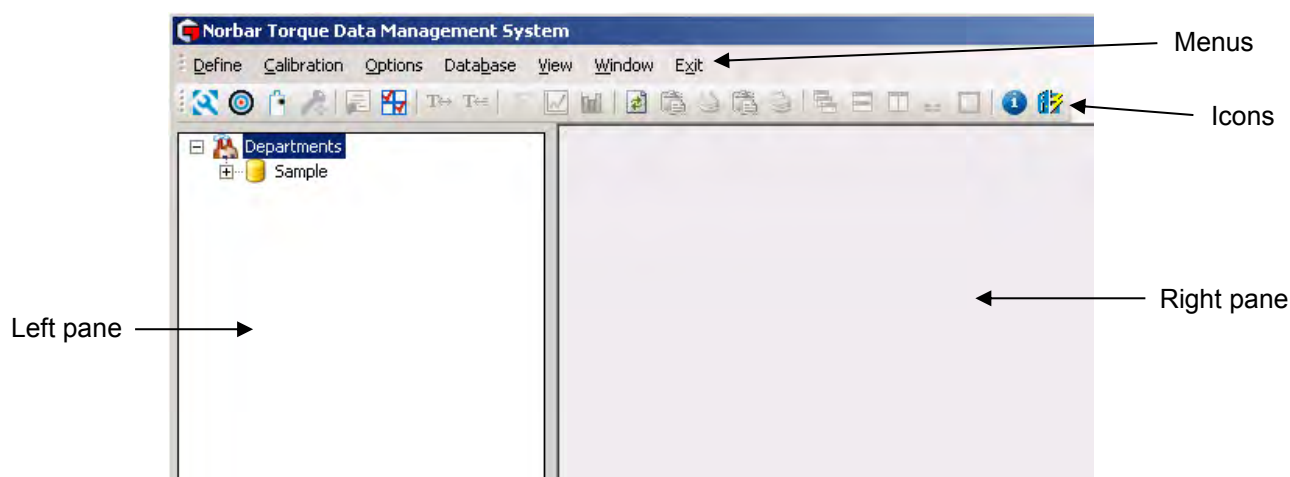 Norbar Torque Data Management System
Menus
Define Calibration Options Database View Window Exit
Icons
Departments
Sample
Left pane
Right pane